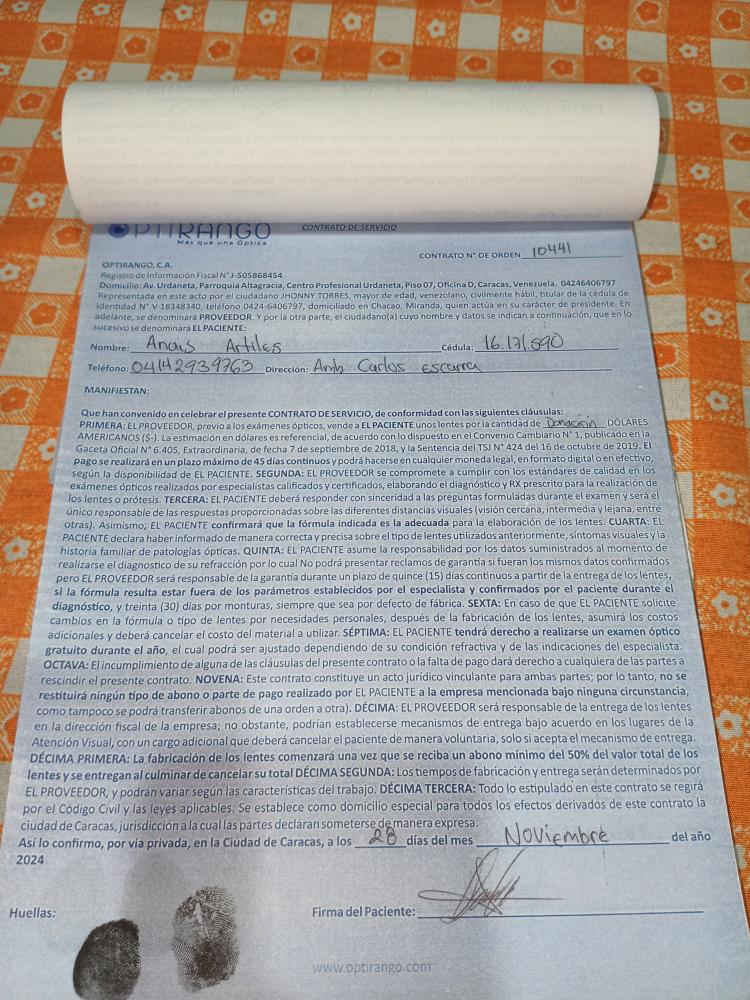 OPTIRANGO
Más que una Óptica
CONTRATO DE SERVICIO
CONTRATO N° DE ORDEN 10441
OPTIRANGO, C.A.
Registro de Información Fiscal N° J-505868454
Domicilio: Av. Urdaneta, Parroquia Altagracia, Centro Profesional Urdaneta, Piso 07, Oficina D, Caracas, Venezuela. 04246406797
Representada en este acto por el ciudadano JHONNY TORRES, mayor de edad, venezolano, civilmente hábil, titular de la cédula de
identidad N° V-18348340, teléfono 0424-6406797, domiciliado en Chacao, Miranda, quien actúa en su carácter de presidente. En
adelante, se denominará PROVEEDOR. Y por la otra parte, el ciudadano(a) cuyo nombre y datos se indican a continuación, que en lo
sucesivo se denominará EL PACIENTE:
Nombre: Anais Artiles Cédula: 16.171.590
Teléfono: 04142939763 Dirección: Amb Carlos escarra
MANIFIESTAN:
Que han convenido en celebrar el presente CONTRATO DE SERVICIO, de conformidad con las siguientes cláusulas:
PRIMERA: EL PROVEEDOR, previo a los exámenes ópticos, vende a EL PACIENTE unos lentes por la cantidad de Donación DÓLARES
AMERICANOS ($-). La estimación en dólares es referencial, de acuerdo con lo dispuesto en el Convenio Cambiario N° 1, publicado en la
Gaceta Oficial N° 6.405, Extraordinaria, de fecha 7 de septiembre de 2018, y la Sentencia del TSJ N° 424 del 16 de octubre de 2019. El
pago se realizará en un plazo máximo de 45 días continuos y podrá hacerse en cualquier moneda legal, en formato digital o en efectivo,
según la disponibilidad de EL PACIENTE. SEGUNDA: EL PROVEEDOR se compromete a cumplir con los estándares de calidad en los
exámenes ópticos realizados por especialistas calificados y certificados, elaborando el diagnóstico y RX prescrito para la realización de
los lentes o prótesis. TERCERA: EL PACIENTE deberá responder con sinceridad a las preguntas formuladas durante el examen y será el
único responsable de las respuestas proporcionadas sobre las diferentes distancias visuales (visión cercana, intermedia y lejana, entre
otras). Asimismo, EL PACIENTE confirmará que la fórmula indicada es la adecuada para la elaboración de los lentes. CUARTA: EL
PACIENTE declara haber informado de manera correcta y precisa sobre el tipo de lentes utilizados anteriormente, síntomas visuales y la
historia familiar de patologías ópticas. QUINTA: EL PACIENTE asume la responsabilidad por los datos suministrados al momento de
realizarse el diagnostico de su refracción por lo cual No podrá presentar reclamos de garantía si fueran los mismos datos confirmados
pero EL PROVEEDOR será responsable de la garantía durante un plazo de quince (15) días continuos a partir de la entrega de los lentes,
si la fórmula resulta estar fuera de los parámetros establecidos por el especialista y confirmados por el paciente durante el
diagnóstico, y treinta (30) días por monturas, siempre que sea por defecto de fábrica. SEXTA: En caso de que EL PACIENTE solicite
cambios en la fórmula o tipo de lentes por necesidades personales, después de la fabricación de los lentes, asumirá los costos
adicionales y deberá cancelar el costo del material a utilizar. SÉPTIMA: EL PACIENTE tendrá derecho a realizarse un examen óptico
gratuito durante el año, el cual podrá ser ajustado dependiendo de su condición refractiva y de las indicaciones del especialista.
OCTAVA: El incumplimiento de alguna de las cláusulas del presente contrato o la falta de pago dará derecho a cualquiera de las partes a
rescindir el presente contrato. NOVENA: Este contrato constituye un acto jurídico vinculante para ambas partes; por lo tanto, no se
restituirá ningún tipo de abono o parte de pago realizado por EL PACIENTE a la empresa mencionada bajo ninguna circunstancia,
como tampoco se podrá transferir abonos de una orden a otra). DÉCIMA: EL PROVEEDOR será responsable de la entrega de los lentes
en la dirección fiscal de la empresa; no obstante, podrían establecerse mecanismos de entrega bajo acuerdo en los lugares de la
Atención Visual, con un cargo adicional que deberá cancelar el paciente de manera voluntaria, solo si acepta el mecanismo de entrega.
DÉCIMA PRIMERA: La fabricación de los lentes comenzará una vez que se reciba un abono mínimo del 50% del valor total de los
lentes y se entregan al culminar de cancelar su total DÉCIMA SEGUNDA: Los tiempos de fabricación y entrega serán determinados por
EL PROVEEDOR, y podrán variar según las características del trabajo. DÉCIMA TERCERA: Todo lo estipulado en este contrato se regirá
por el Código Civil y las leyes aplicables. Se establece como domicilio especial para todos los efectos derivados de este contrato la
ciudad de Caracas, jurisdicción a la cual las partes declaran someterse de manera expresa.
Así lo confirmo, por vía privada, en la Ciudad de Caracas, a los 28 días del mes Noviembre del año
2024
Huellas: Firma del Paciente:
www.optirango.com